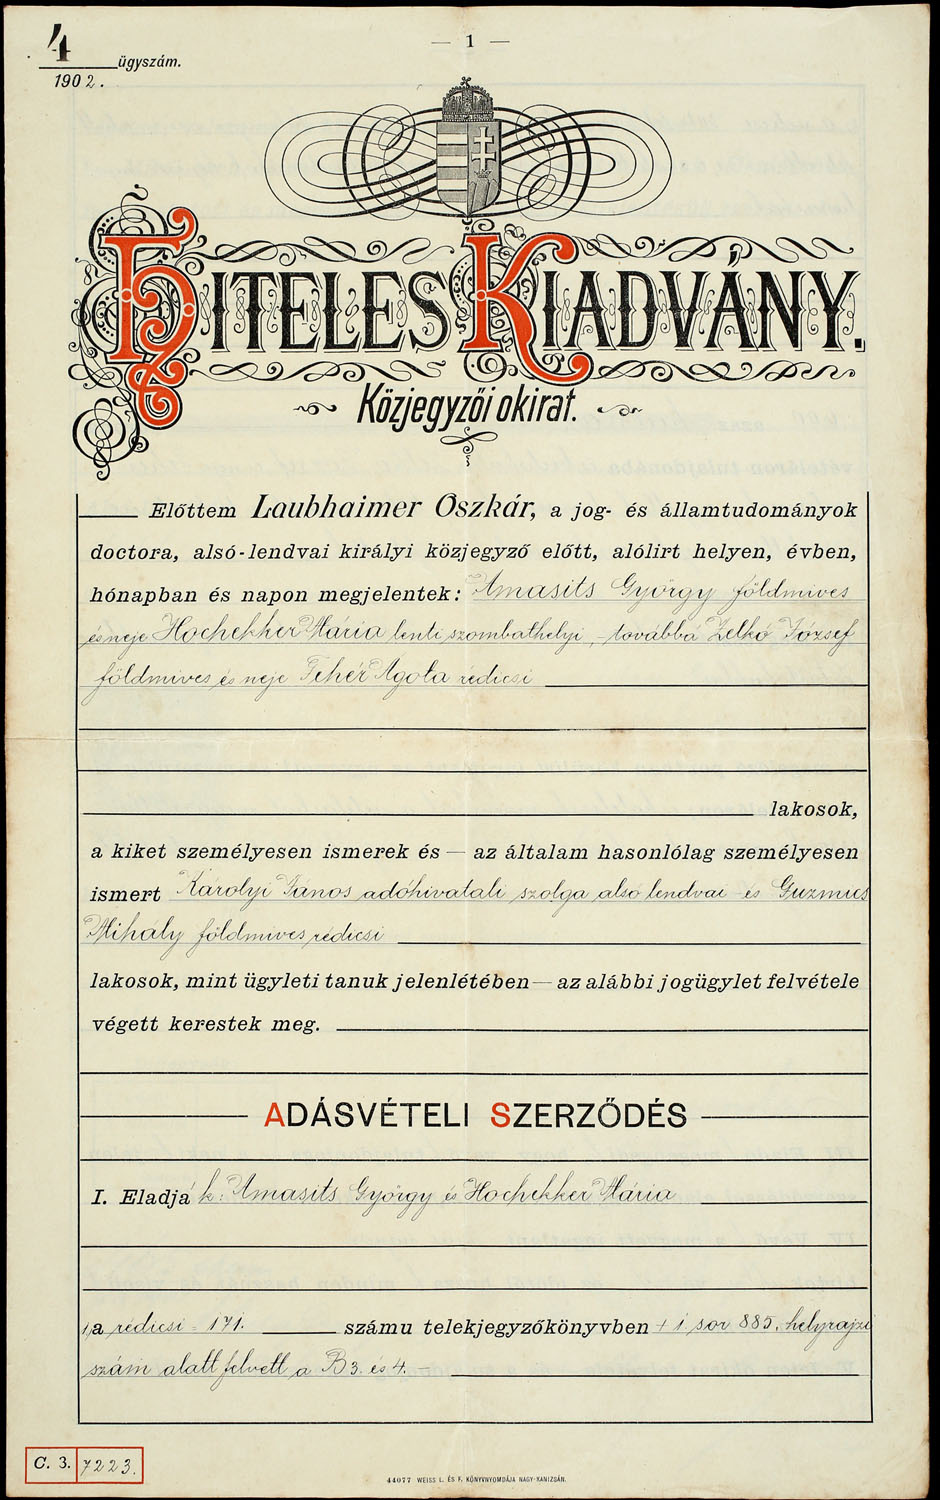 4 ügyszám.
1902.
— 1 —
HITELES KIADVÁNY.
Közjegyzői okirat.
Előttem Laubhaimer Oszkár, a jog- és államtudományok
doctora, alsó-lendvai királyi közjegyző előtt, alólirt helyen, évben,
hónapban és napon megjelentek: Amasits György földmives
és neje Hochekker Mária lenti szombathelyi, - továbbá Zelkó József
földmives és neje Fehér Ágota rédicsi
lakosok,
a kiket személyesen ismerek és — az általam hasonlólag személyesen
ismert Károlyi János adóhivatali szolga alsó lendvai és Guzmics
Mihály földmives rédicsi
lakosok, mint ügyleti tanuk jelenlétében — az alábbi jogügylet felvétele
végett kerestek meg.
ADÁSVÉTELI SZERZŐDÉS
I. Eladják: Amasits György és Hochekker Mária
1, a rédicsi 171. számu telekjegyzőkönyvben + 1 sor 885. helyrajzi
szám alatt felvett a B 3. és 4. -
C. 3. 7223.
44077 WEISS L. ÉS F. KÖNYVNYOMDÁJA NAGY-KANIZSÁN.